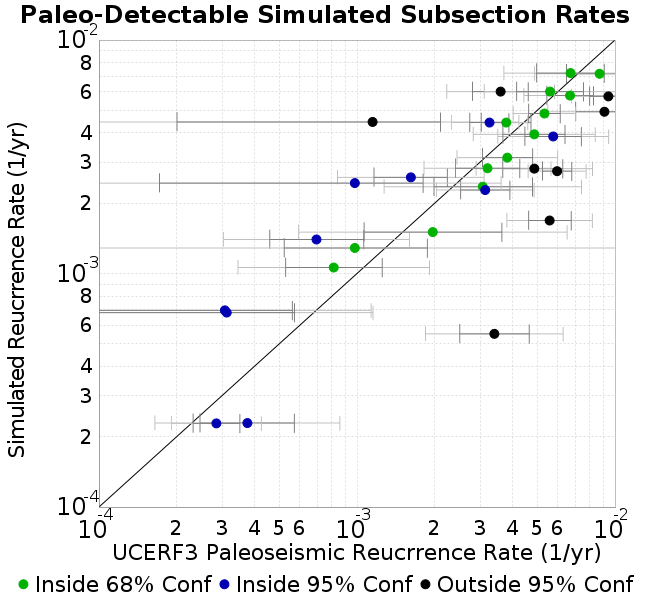 Paleo-Detectable Simulated Subsection Rates
Simulated Reucrrence Rate (1/yr)
10-2
8
6
4
3
2
10-3
8
6
4
3
2
10-4
10-4 2 3 4 5 6 10-3 2 3 4 5 6 10-2
UCERF3 Paleoseismic Reucrrence Rate (1/yr)
Inside 68% Conf Inside 95% Conf Outside 95% Conf